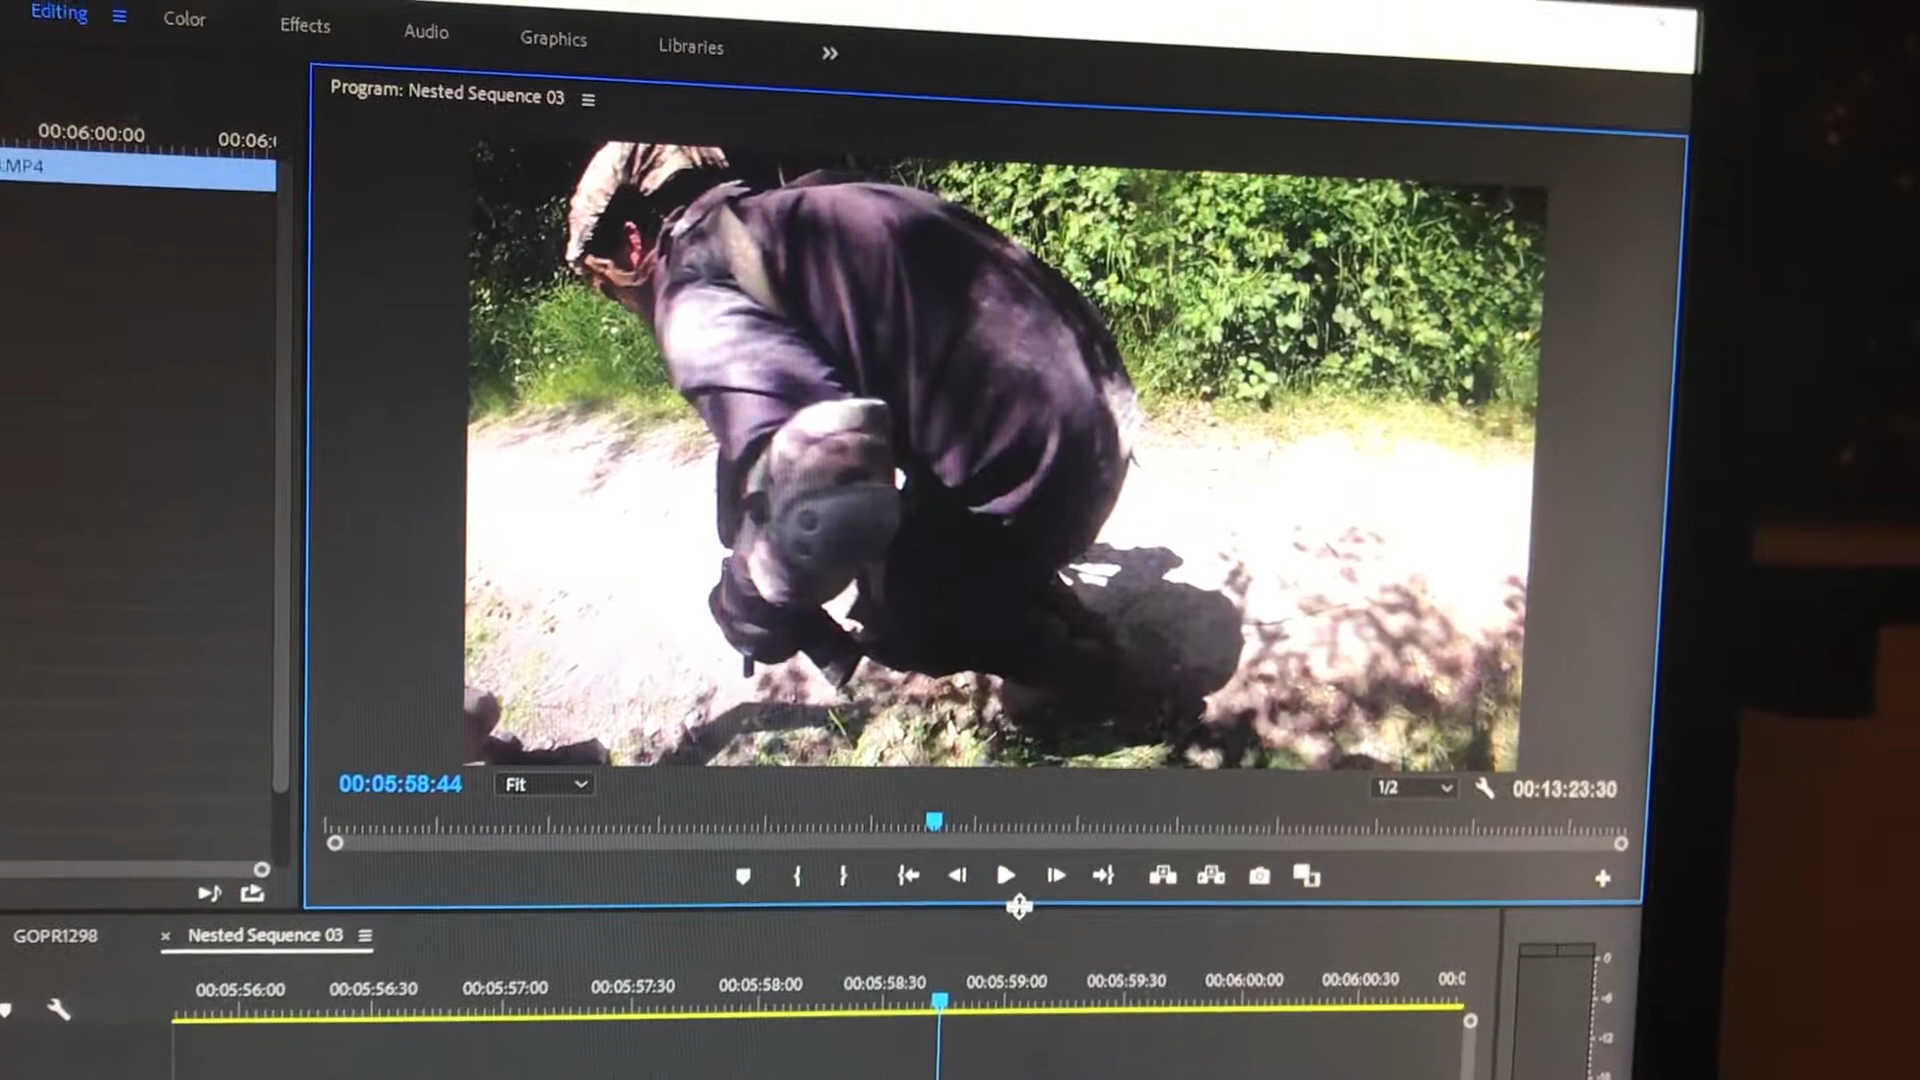 Editing Color Effects Audio Graphics Libraries
Program: Nested Sequence 03
00:06:00:00 00:06:
.MP4
00:05:58:44 Fit 1/2 00:13:23:30
GOPR1298 × Nested Sequence 03
00:05:56:00 00:05:56:30 00:05:57:00 00:05:57:30 00:05:58:00 00:05:58:30 00:05:59:00 00:05:59:30 00:06:00:00 00:06:00:30 00:0
0
-6
-12
-18